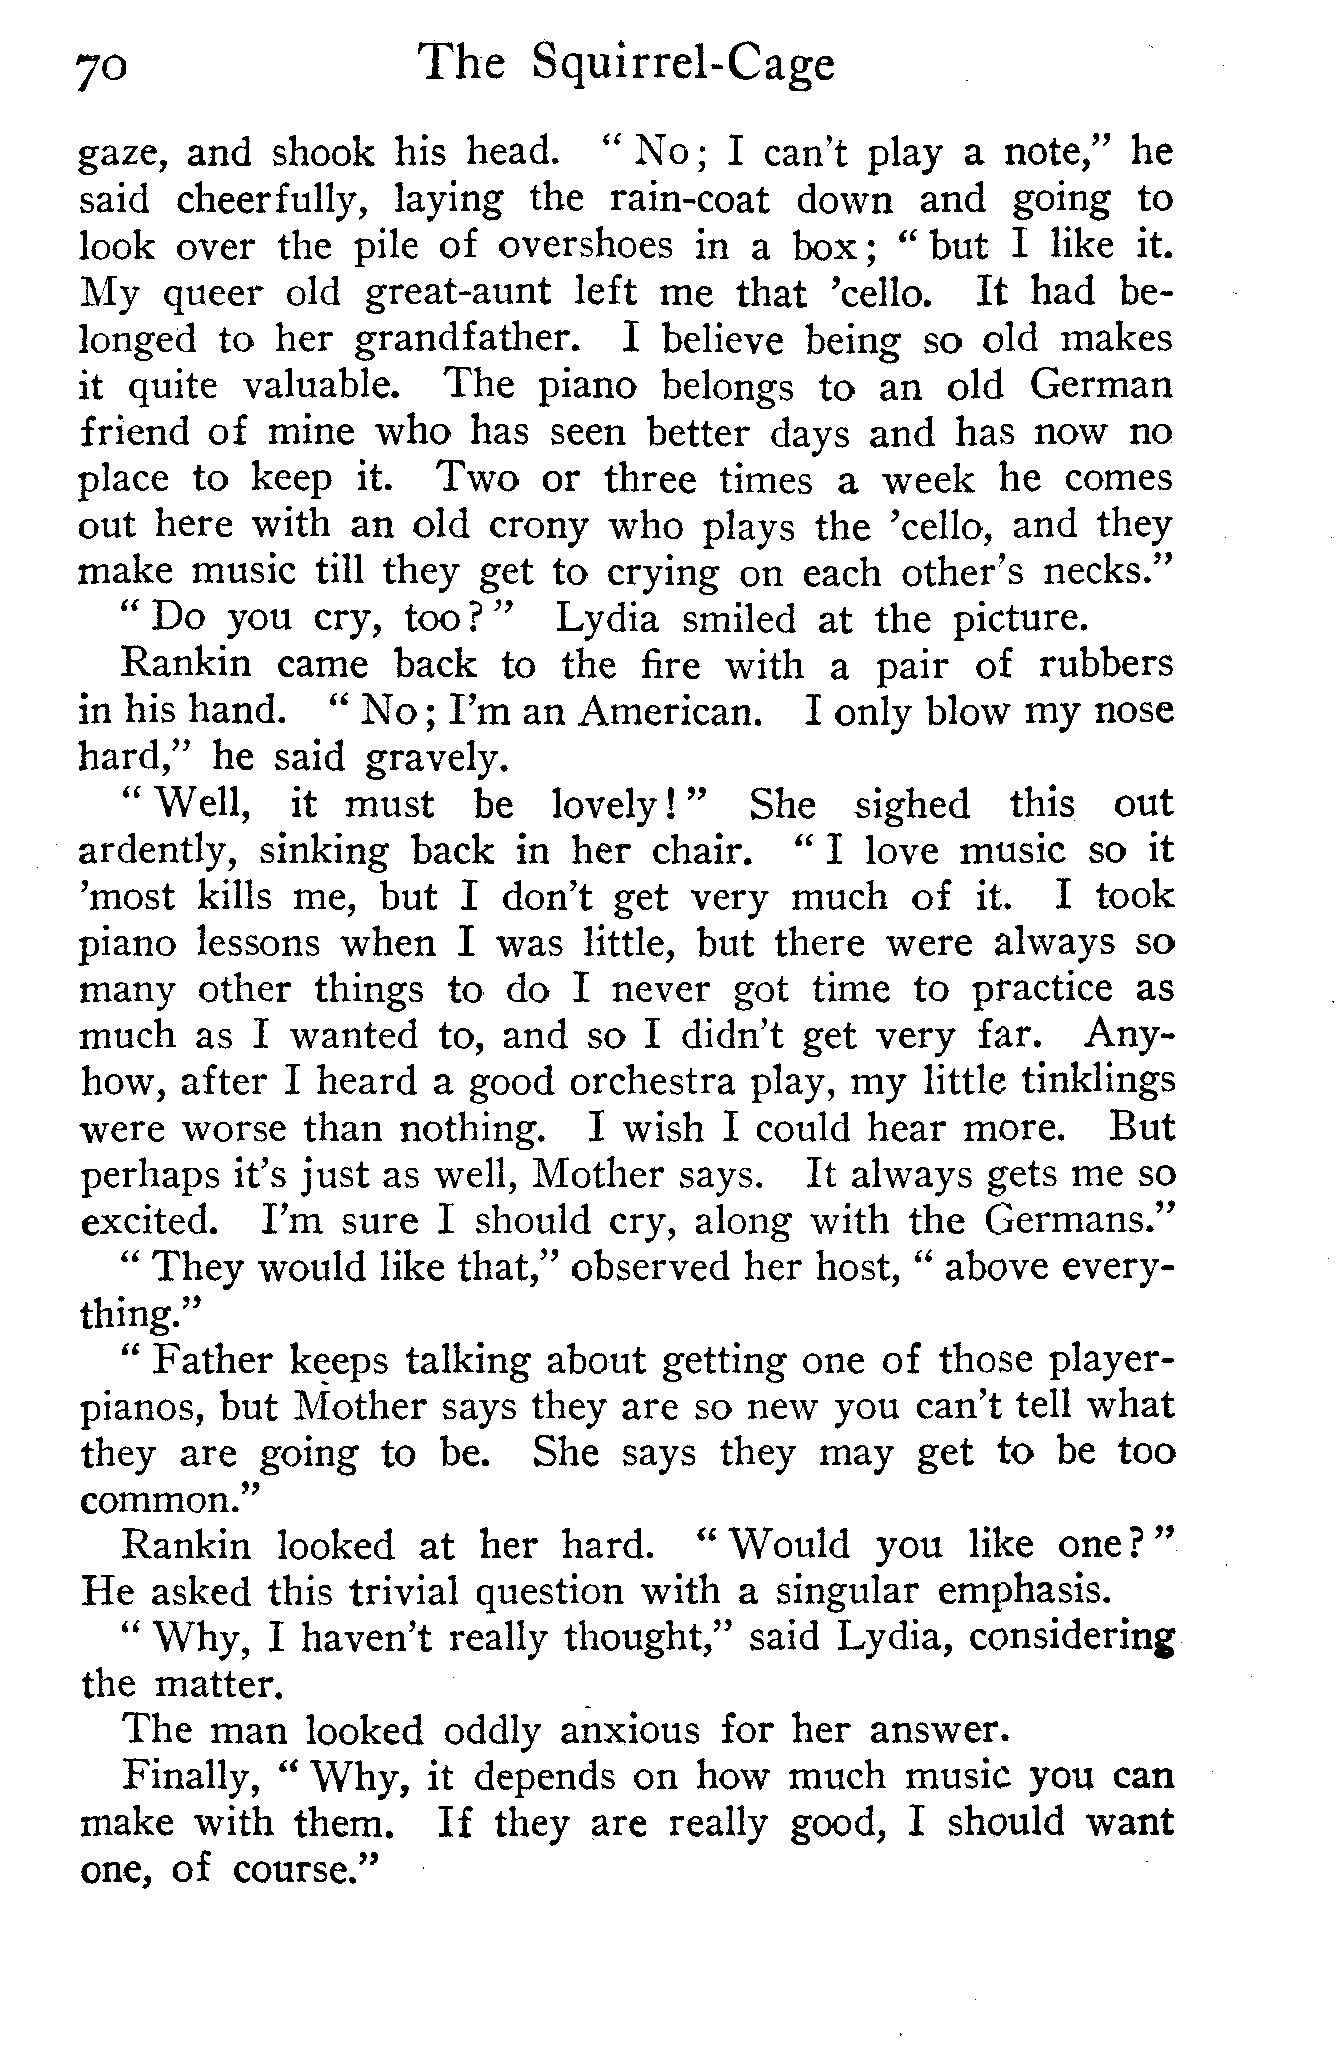 70 The Squirrel-Cage
gaze, and shook his head. " No; I can't play a note," he
said cheerfully, laying the rain-coat down and going to
look over the pile of overshoes in a box; " but I like it.
My queer old great-aunt left me that 'cello. It had be-
longed to her grandfather. I believe being so old makes
it quite valuable. The piano belongs to an old German
friend of mine who has seen better days and has now no
place to keep it. Two or three times a week he comes
out here with an old crony who plays the 'cello, and they
make music till they get to crying on each other's necks."
" Do you cry, too? " Lydia smiled at the picture.
Rankin came back to the fire with a pair of rubbers
in his hand. " No; I'm an American. I only blow my nose
hard," he said gravely.
" Well, it must be lovely! " She sighed this out
ardently, sinking back in her chair. " I love music so it
'most kills me, but I don't get very much of it. I took
piano lessons when I was little, but there were always so
many other things to do I never got time to practice as
much as I wanted to, and so I didn't get very far. Any-
how, after I heard a good orchestra play, my little tinklings
were worse than nothing. I wish I could hear more. But
perhaps it's just as well, Mother says. It always gets me so
excited. I'm sure I should cry, along with the Germans."
" They would like that," observed her host, " above every-
thing."
" Father keeps talking about getting one of those player-
pianos, but Mother says they are so new you can't tell what
they are going to be. She says they may get to be too
common."
Rankin looked at her hard. " Would you like one? "
He asked this trivial question with a singular emphasis.
" Why, I haven't really thought," said Lydia, considering
the matter.
The man looked oddly anxious for her answer.
Finally, " Why, it depends on how much music you can
make with them. If they are really good, I should want
one, of course."